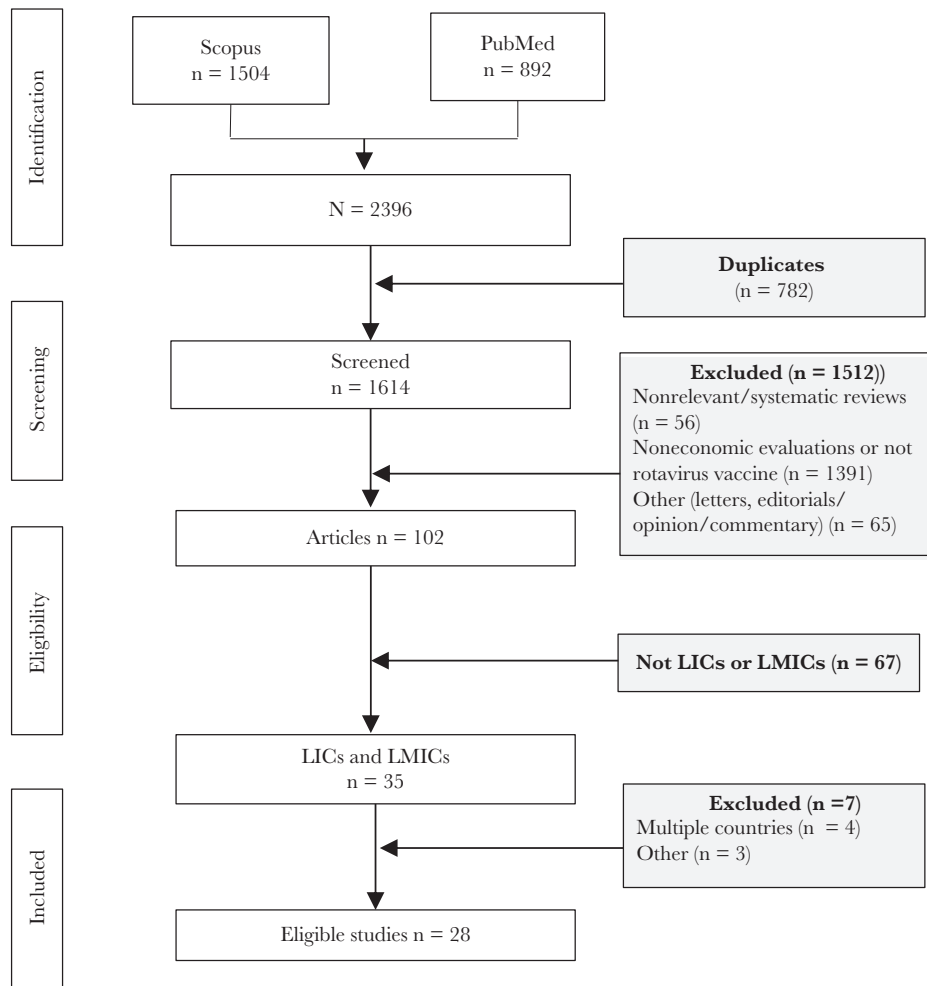 Identification
Scopus
n = 1504
PubMed
n = 892
N = 2396
Duplicates
(n = 782)
Screening
Screened
n = 1614
Excluded (n = 1512))
Nonrelevant/systematic reviews
(n = 56)
Noneconomic evaluations or not
rotavirus vaccine (n = 1391)
Other (letters, editorials/
opinion/commentary) (n = 65)
Eligibility
Articles n = 102
Not LICs or LMICs (n = 67)
LICs and LMICs
n = 35
Included
Excluded (n =7)
Multiple countries (n = 4)
Other (n = 3)
Eligible studies n = 28